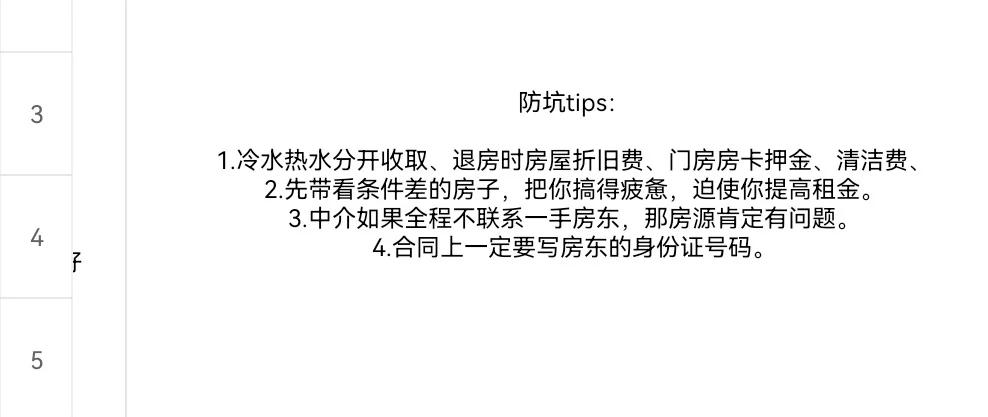 防坑tips：
1.冷水热水分开收取、退房时房屋折旧费、门房房卡押金、清洁费、
2.先带看条件差的房子，把你搞得疲惫，迫使你提高租金。
3.中介如果全程不联系一手房东，那房源肯定有问题。
4.合同上一定要写房东的身份证号码。
3
4
5